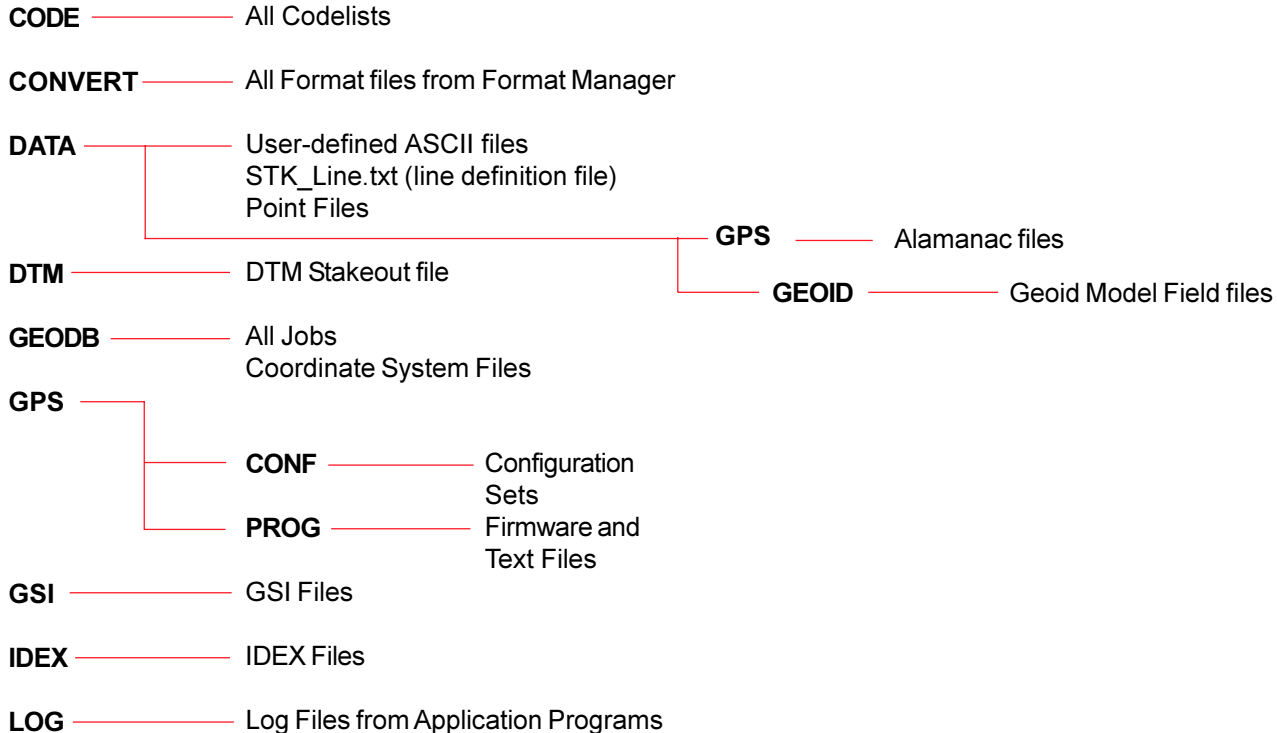 CODE All Codelists
CONVERT All Format files from Format Manager
DATA User-defined ASCII files
STK_Line.txt (line definition file)
Point Files
GPS Alamanac files
DTM DTM Stakeout file
GEOID Geoid Model Field files
GEODB All Jobs
Coordinate System Files
GPS
CONF Configuration
Sets
PROG Firmware and
Text Files
GSI GSI Files
IDEX IDEX Files
LOG Log Files from Application Programs